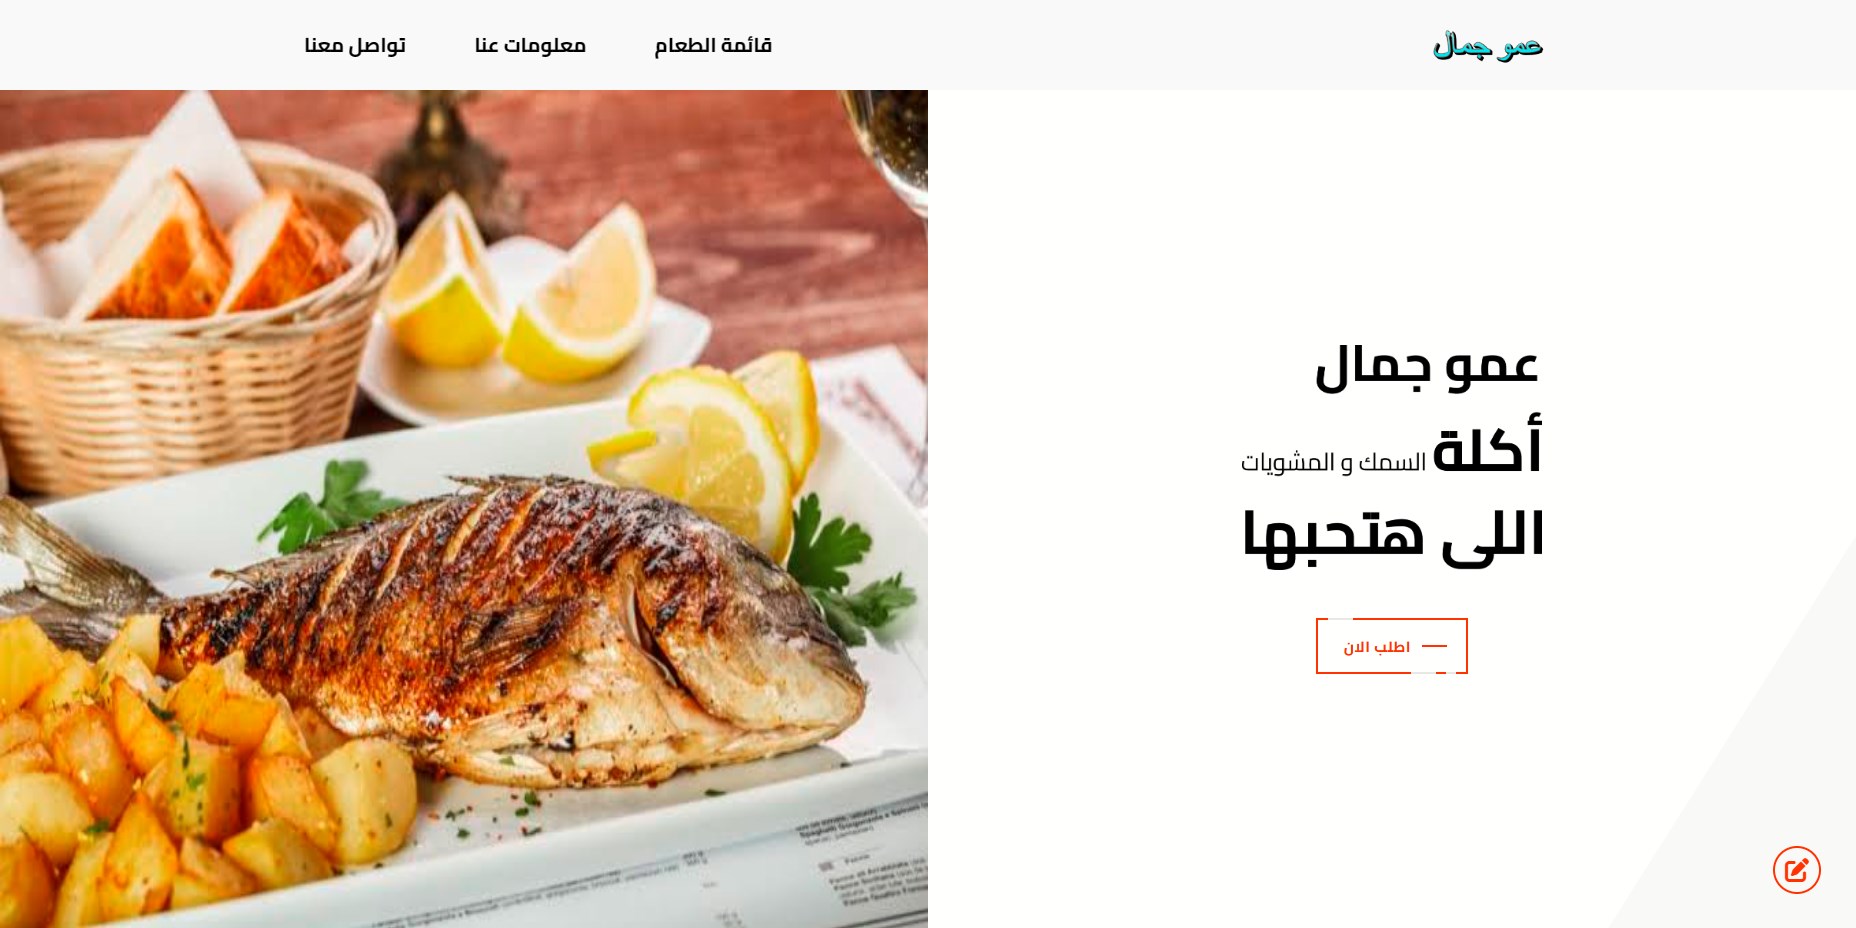 عمو جمال
قائمة الطعام
معلومات عنا
تواصل معنا
عمو جمال
أكلة السمك و المشويات
اللى هتحبها
اطلب الان